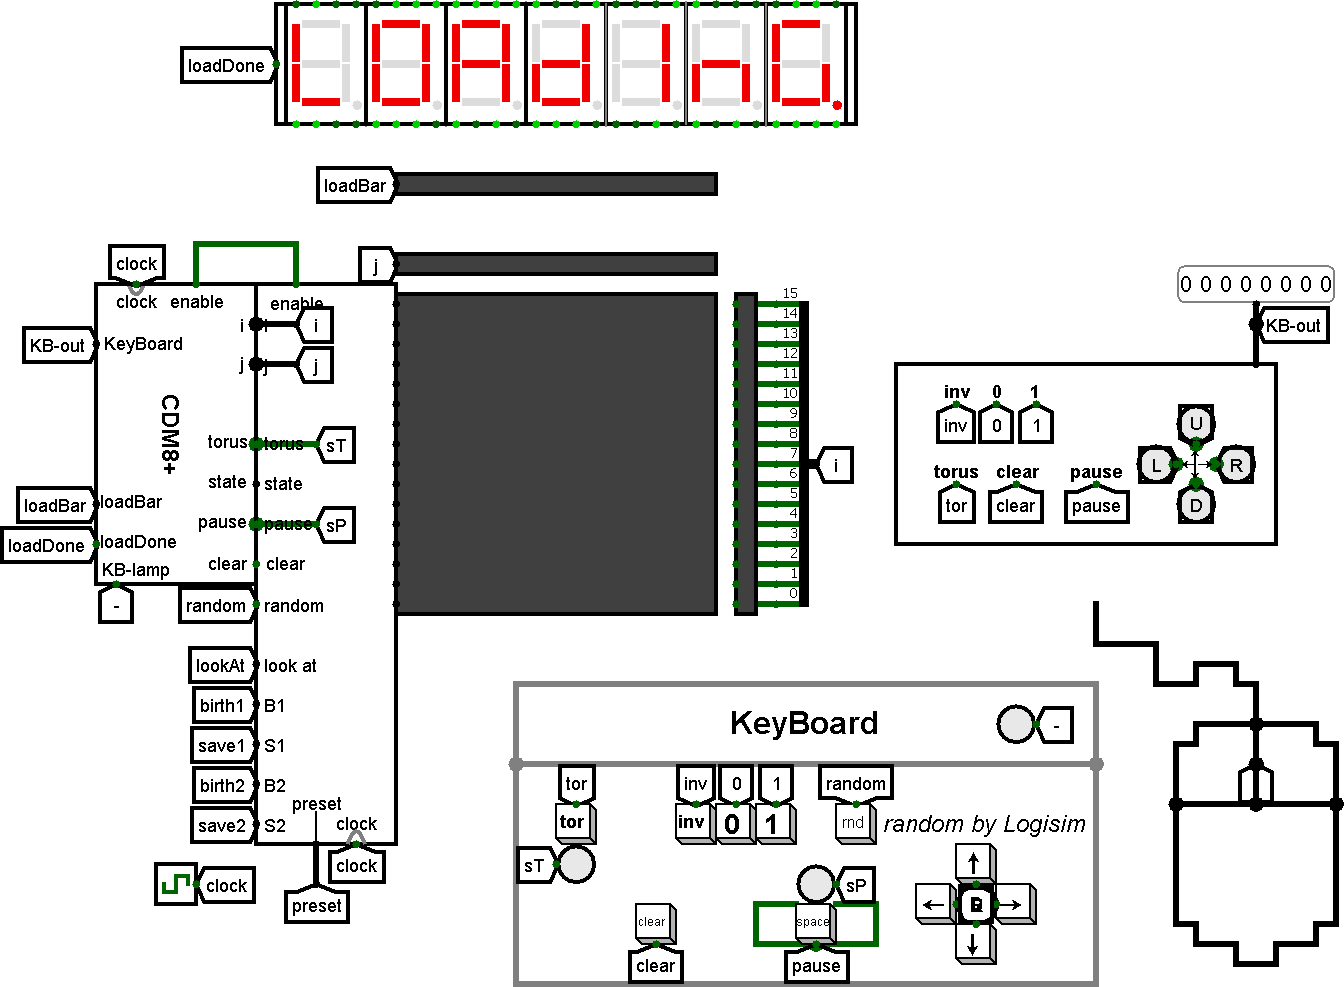 LOAdInG.
loadDone
loadBar
j
clock
clock enable enable
i i i
j j j
KB-out KeyBoard
CDM8+
torus torus sT
state state
pause pause sP
loadBar loadBar
loadDone loadDone
clear clear
KB-lamp
-
random random
lookAt look at
birth1 B1
save1 S1
birth2 B2
save2 S2
preset
clock
clock
clock
preset
15
14
13
12
11
10
9
8
7
6
5
4
3
2
1
0
i
0 0 0 0 0 0 0 0
KB-out
inv 0 1
inv 0 1
torus clear pause
tor clear pause
U
L R
D
KeyBoard
-
tor inv 0 1 random
tor inv 0 1 rnd
random by Logisim
sT
sP
clear space
clear pause